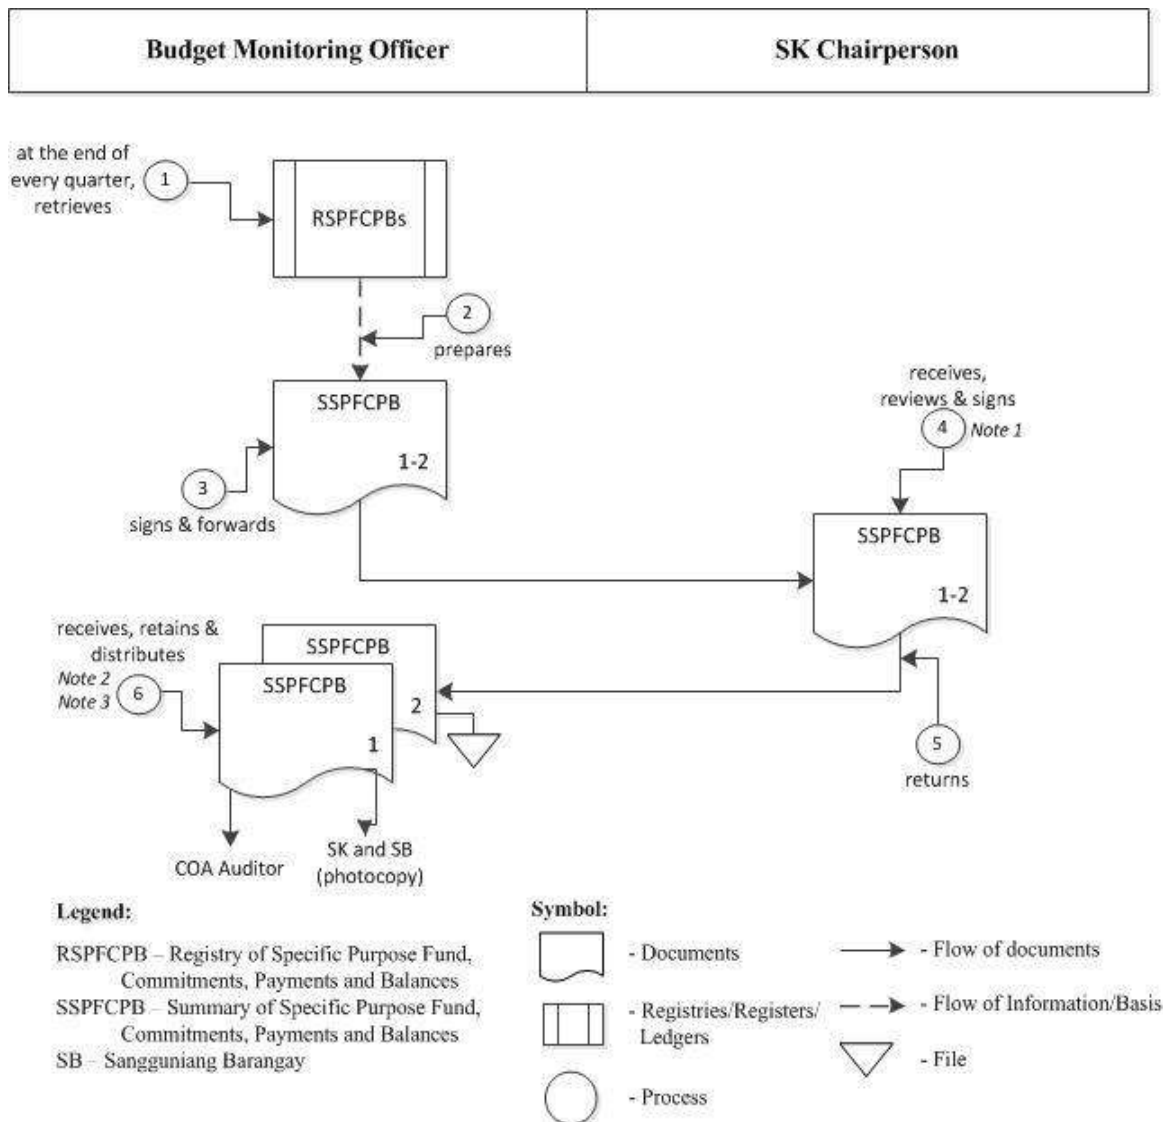 Budget Monitoring Officer
SK Chairperson
at the end of
every quarter,
retrieves
1
RSPFCPBs
2
prepares
SSPFCPB
1-2
3
signs & forwards
receives,
reviews & signs
4 Note 1
SSPFCPB
1-2
5
returns
receives, retains &
distributes
Note 2
Note 3
6
SSPFCPB
2
SSPFCPB
1
COA Auditor
SK and SB
(photocopy)
Legend:
RSPFCPB – Registry of Specific Purpose Fund,
Commitments, Payments and Balances
SSPFCPB – Summary of Specific Purpose Fund,
Commitments, Payments and Balances
SB – Sangguniang Barangay
Symbol:
- Documents
- Registries/Registers/
Ledgers
- Process
- Flow of documents
- Flow of Information/Basis
- File